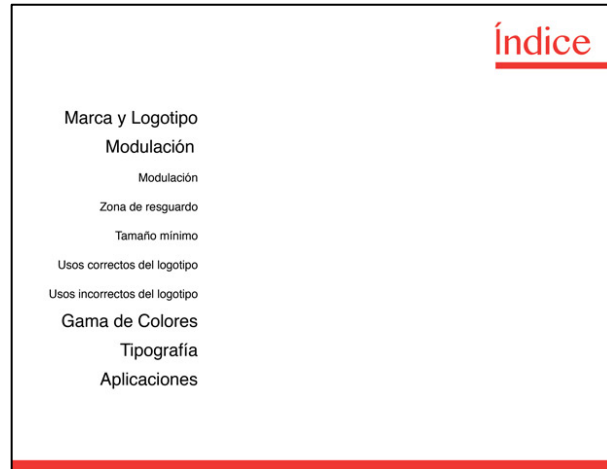 Índice
Marca y Logotipo
Modulación
Modulación
Zona de resguardo
Tamaño mínimo
Usos correctos del logotipo
Usos incorrectos del logotipo
Gama de Colores
Tipografía
Aplicaciones